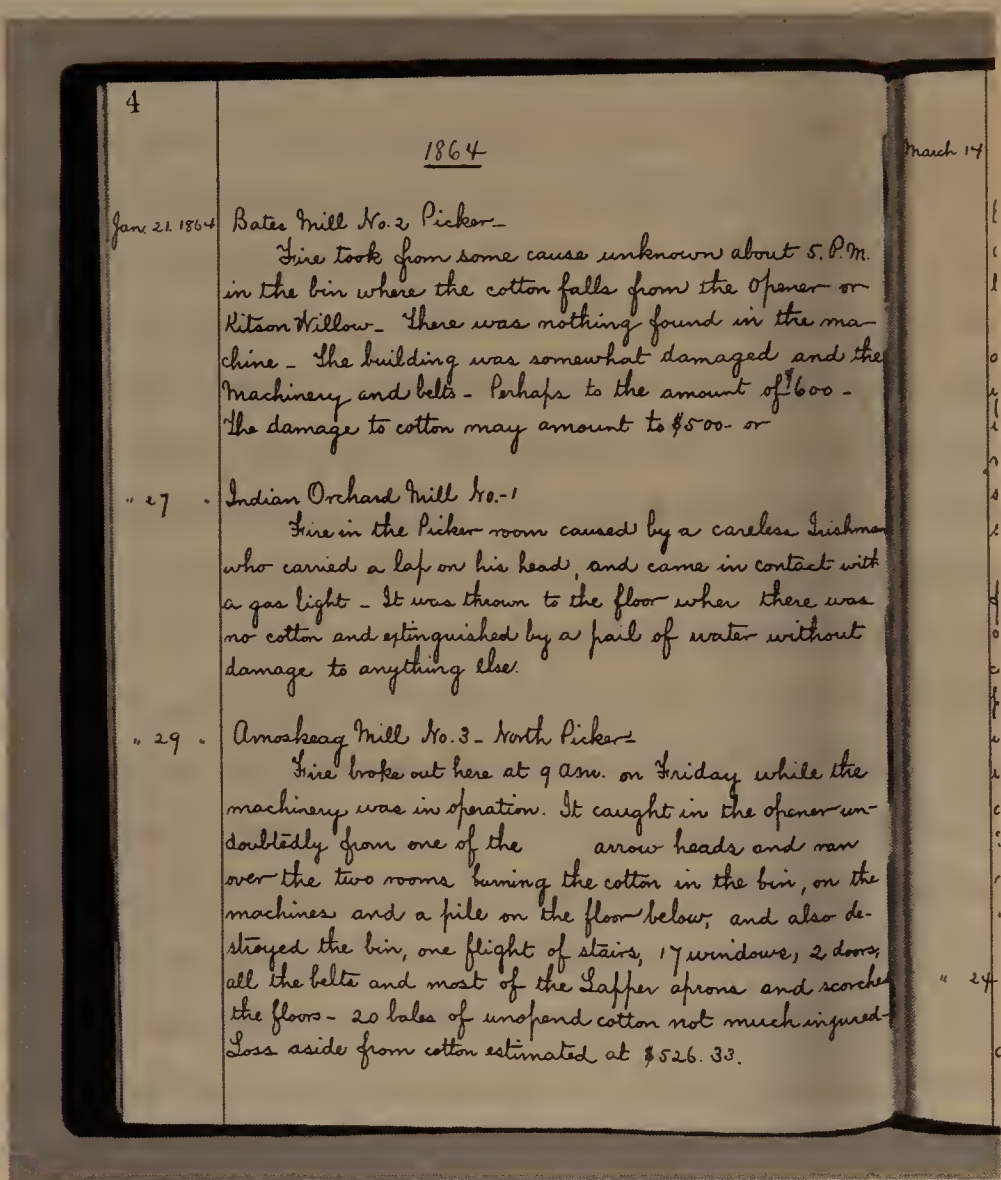 4
1864
Jan. 21. 1864 Bates Mill No. 2 Picker-
Fire took from some cause unknown about 5. P.M.
in the bin where the cotton falls from the Opener or
Kitson Willow- There was nothing found in the ma-
chine - The building was somewhat damaged and the
Machinery and belts - Perhaps to the amount of $600 -
The damage to cotton may amount to $500- or
" 27 " Indian Orchard Mill No.-1
Fire in the Picker room caused by a careless Irishman
who carried a lap on his head, and came in contact with
a gas light - It was thrown to the floor wher there was
no cotton and extinguished by a pail of water without
damage to anything else.
" 29 " Amoskeag Mill No. 3 - North Picker-
Fire broke out here at 9 am. on Friday while the
machinery was in operation. It caught in the opener un-
doubtedly from one of the arrow heads and ran
over the two rooms burning the cotton in the bin, on the
machines and a pile on the floor below, and also de-
stroyed the bin, one flight of stairs, 17 windows, 2 doors,
all the belts and most of the Lapper aprons and scorched
the floors - 20 bales of unopend cotton not much injured-
Loss aside from cotton estimated at $526.33.
March 14
" 24